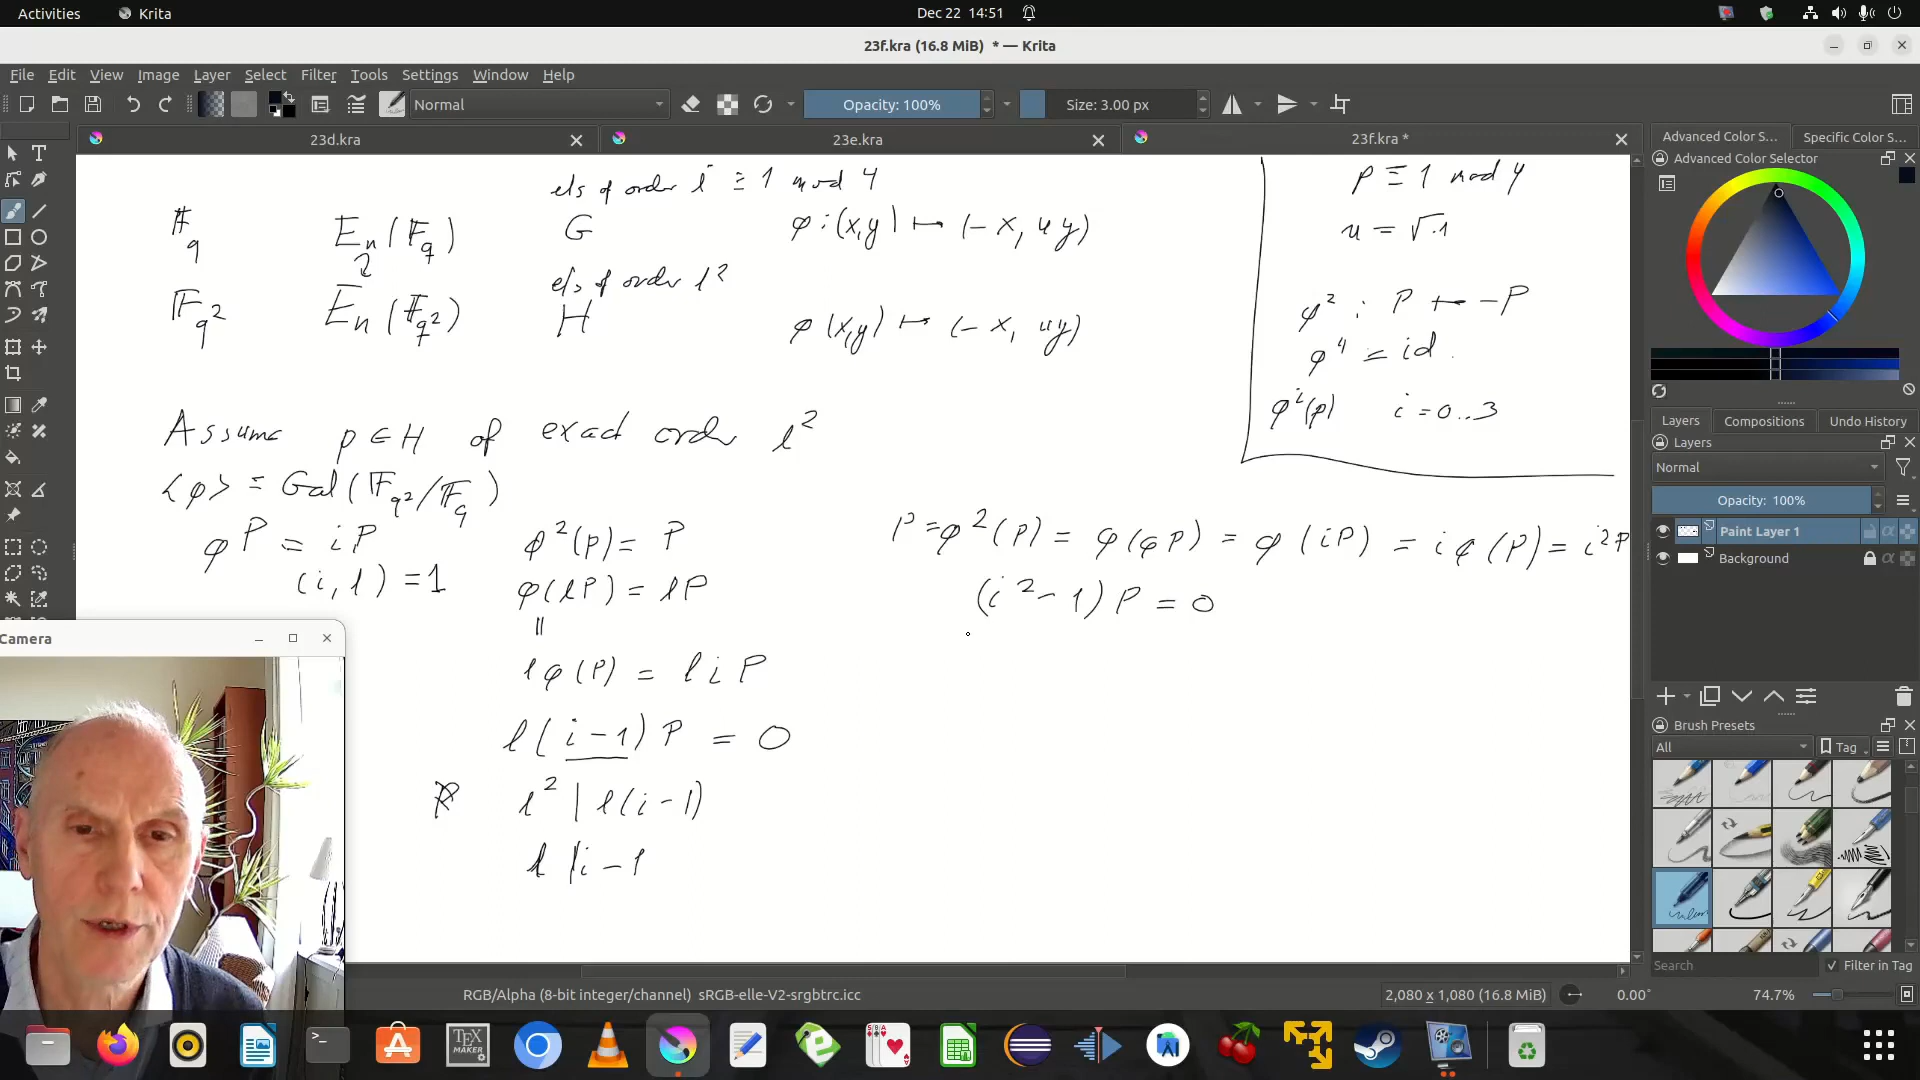 Activities Krita Dec 22 14:51
23f.kra (16.8 MiB) * — Krita
File Edit View Image Layer Select Filter Tools Settings Window Help
Normal Opacity: 100% Size: 3.00 px
23d.kra 23e.kra 23f.kra *
els of order l ≡ 1 mod 4
F_q E_n(F_q) G φ:(x,y) ↦ (-x, uy)
els of order l²
F_q² E_n(F_q²) H φ(x,y) ↦ (-x, uy)
p ≡ 1 mod 4
u = √-1
φ² : P ↦ -P
φ⁴ = id.
φ^i(p) i = 0..3
Assume p ∈ H of exact order l²
<φ> = Gal(F_q²/F_q)
φP = iP
(i, l) = 1
φ²(p) = P
φ(lP) = lP
||
lφ(P) = l i P
l(i-1)P = 0
l² | l(i-1)
l | i-1
P = φ²(P) = φ(φP) = φ(iP) = iφ(P) = i²P
(i²-1)P = 0
Camera
Advanced Color S... Specific Color S...
Advanced Color Selector
Layers Compositions Undo History
Layers
Normal
Opacity: 100%
Paint Layer 1
Background
Brush Presets
All Tag
Search Filter in Tag
RGB/Alpha (8-bit integer/channel) sRGB-elle-V2-srgbtrc.icc 2,080 x 1,080 (16.8 MiB) 0.00° 74.7%
TEX MAKER